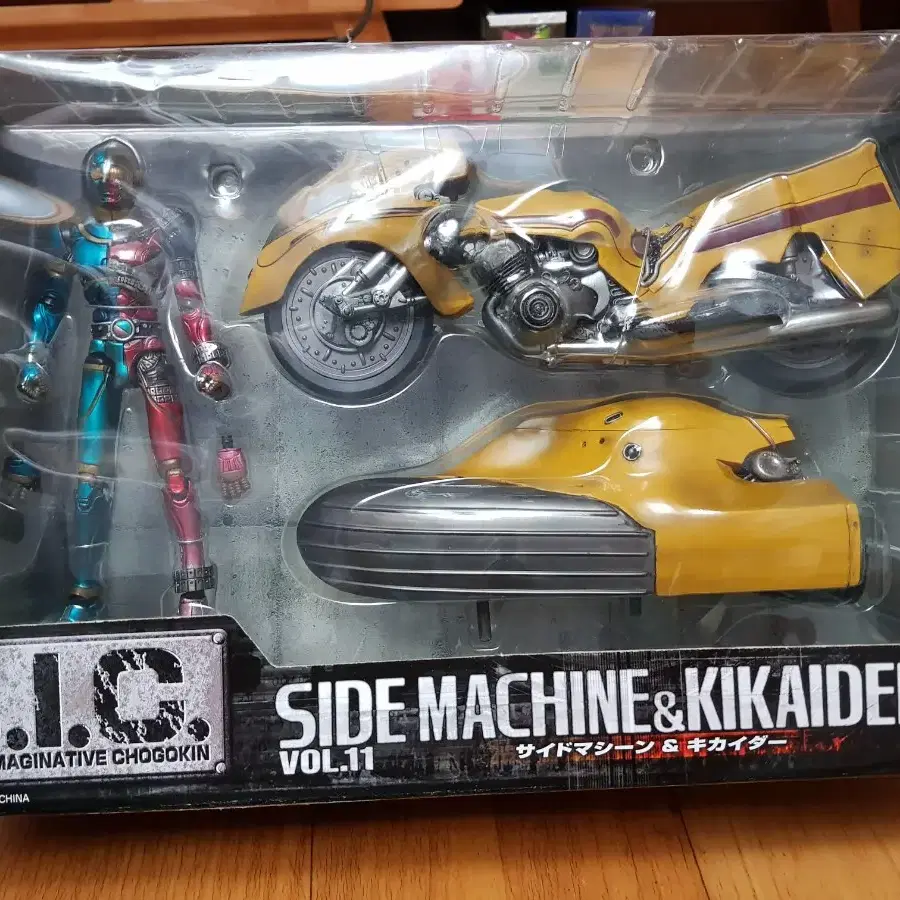 .I.C.
MAGINATIVE CHOGOKIN
SIDE MACHINE & KIKAIDE
VOL.11
サイドマシーン & キカイダー
CHINA